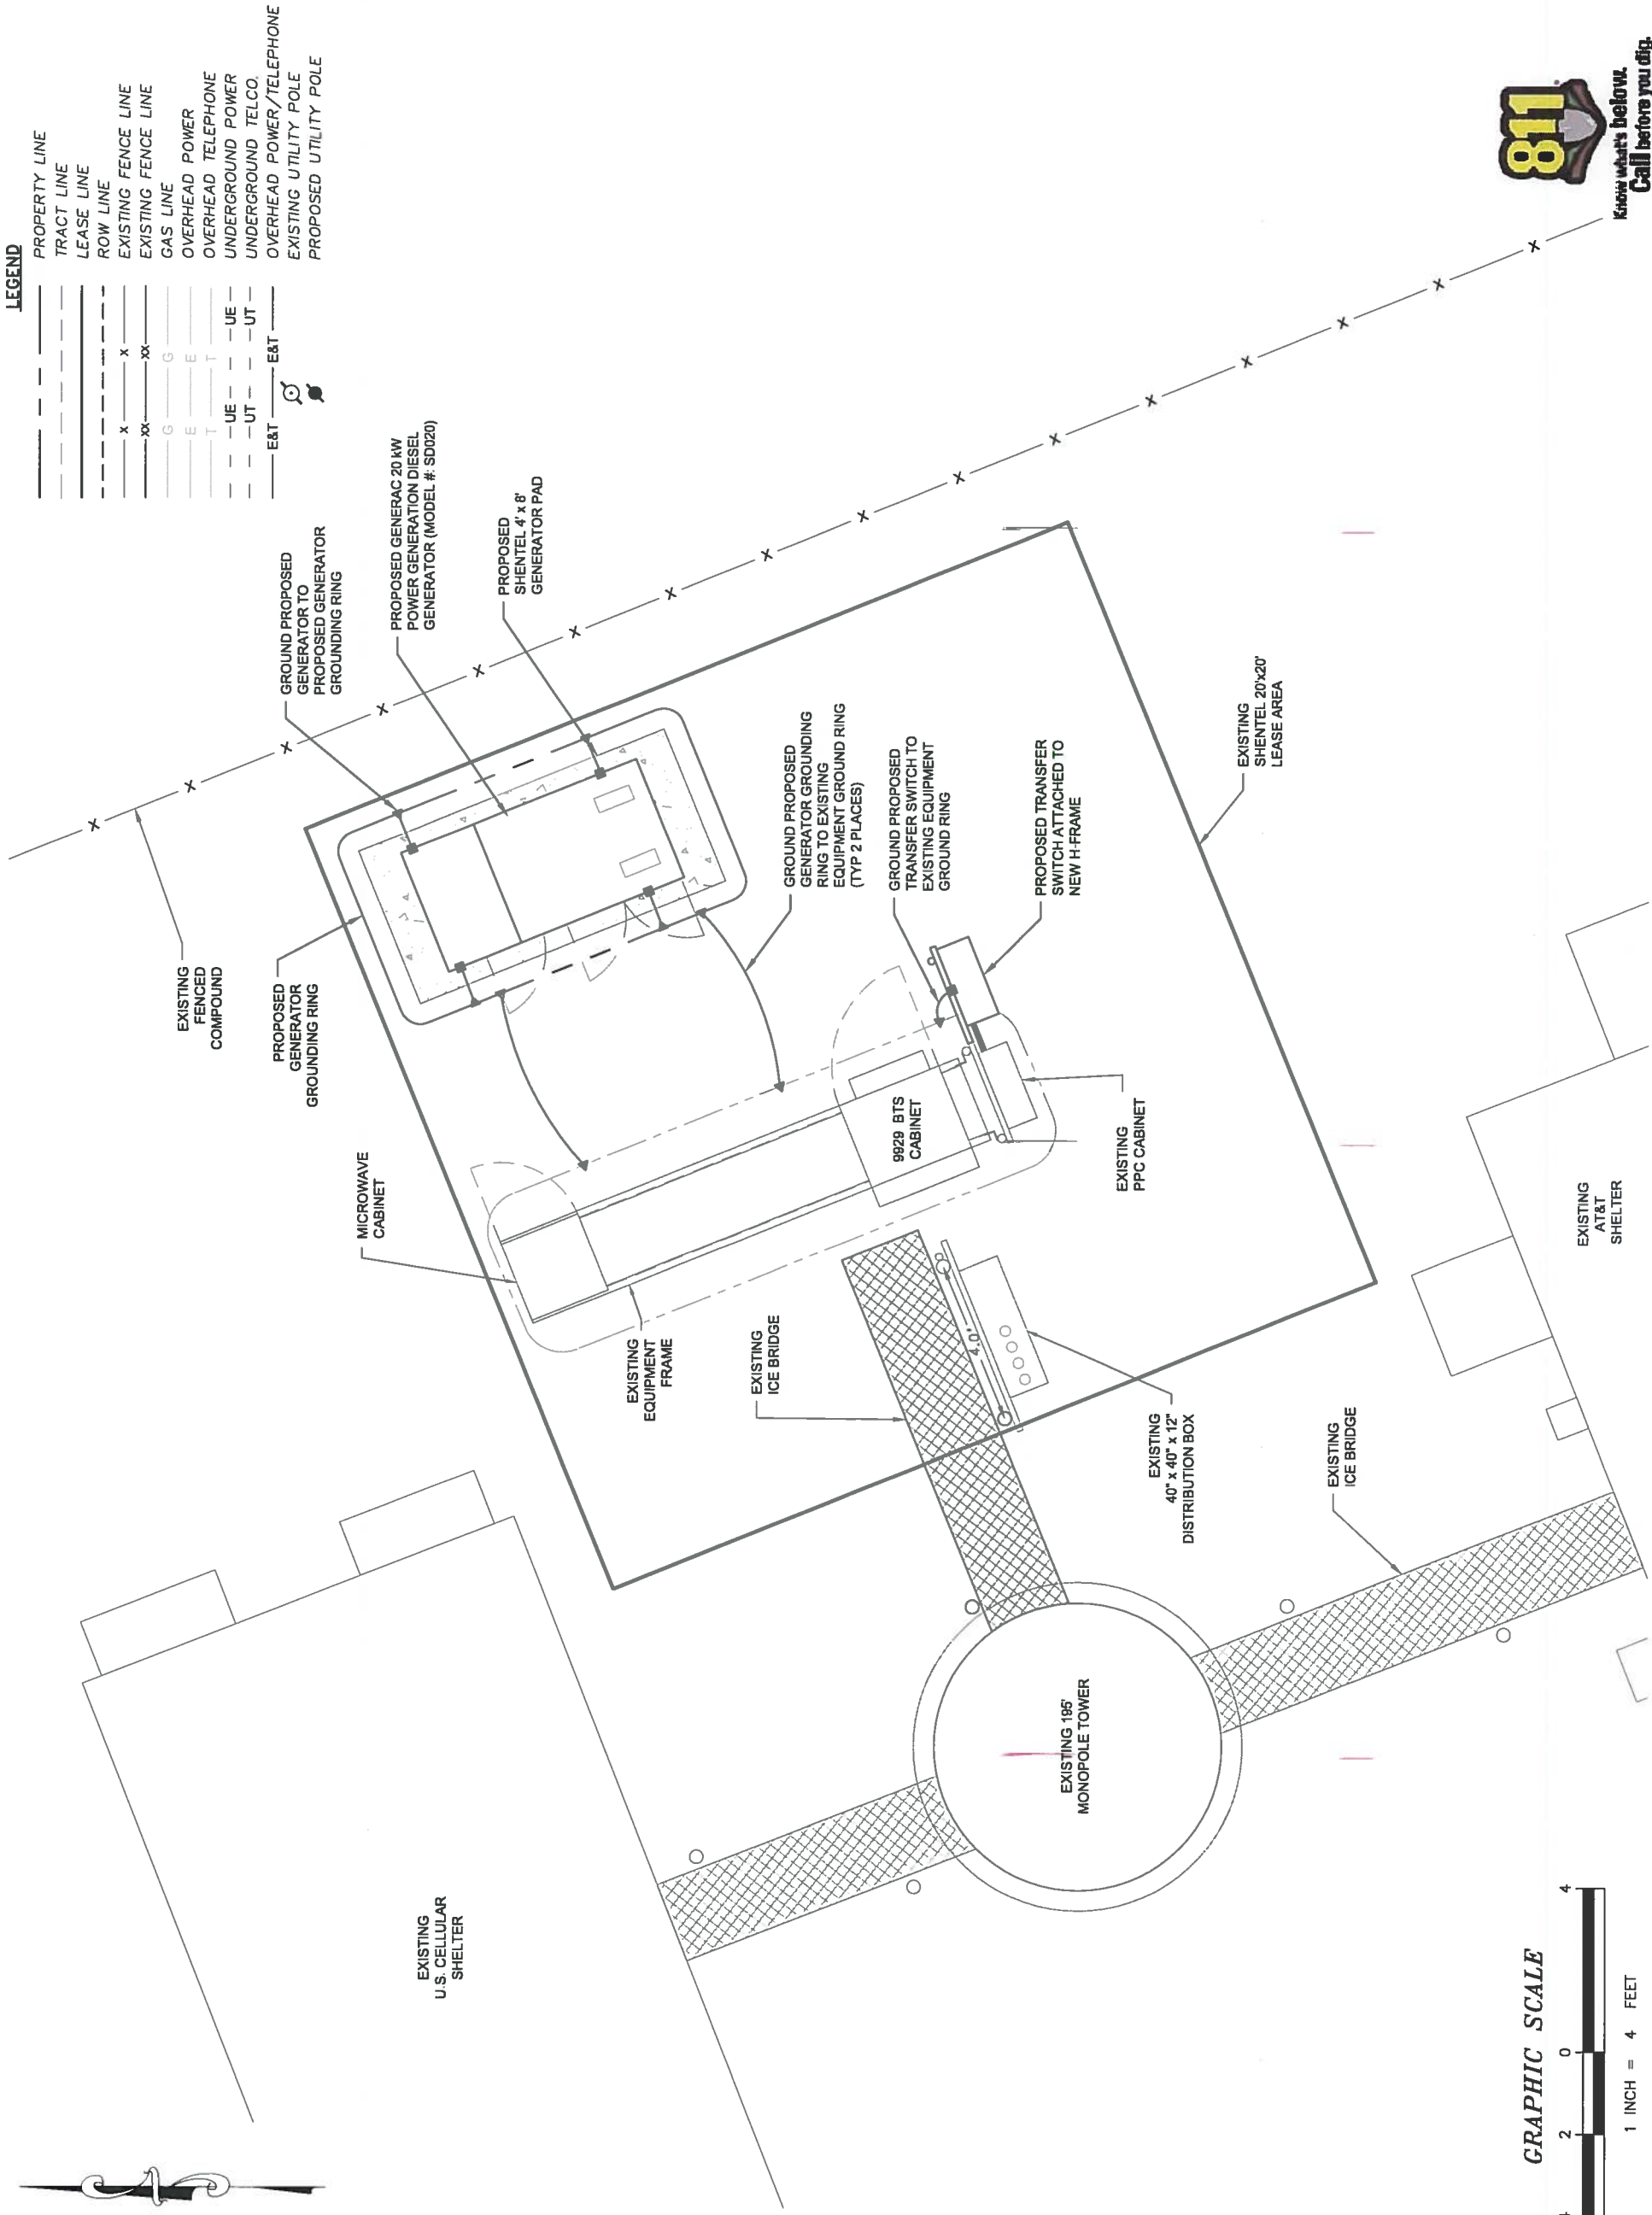 LEGEND
PROPERTY LINE
TRACT LINE
LEASE LINE
ROW LINE
x x EXISTING FENCE LINE
XX XX EXISTING FENCE LINE
G G GAS LINE
E E OVERHEAD POWER
T T OVERHEAD TELEPHONE
UE UE UNDERGROUND POWER
UT UT UNDERGROUND TELCO.
E&T E&T OVERHEAD POWER/TELEPHONE
EXISTING UTILITY POLE
PROPOSED UTILITY POLE
GROUND PROPOSED
GENERATOR TO
PROPOSED GENERATOR
GROUNDING RING
PROPOSED GENERAC 20 kW
POWER GENERATION DIESEL
GENERATOR (MODEL #: SD020)
PROPOSED
SHENTEL 4' x 8'
GENERATOR PAD
EXISTING
FENCED
COMPOUND
PROPOSED
GENERATOR
GROUNDING RING
GROUND PROPOSED
GENERATOR GROUNDING
RING TO EXISTING
EQUIPMENT GROUND RING
(TYP 2 PLACES)
GROUND PROPOSED
TRANSFER SWITCH TO
EXISTING EQUIPMENT
GROUND RING
PROPOSED TRANSFER
SWITCH ATTACHED TO
NEW H-FRAME
EXISTING
SHENTEL 20'x20'
LEASE AREA
MICROWAVE
CABINET
9929 BTS
CABINET
EXISTING
PPC CABINET
EXISTING
EQUIPMENT
FRAME
EXISTING
ICE BRIDGE
4.0'
EXISTING
40" x 40" x 12"
DISTRIBUTION BOX
EXISTING
ICE BRIDGE
EXISTING
AT&T
SHELTER
EXISTING 195'
MONOPOLE TOWER
EXISTING
U.S. CELLULAR
SHELTER
N
GRAPHIC SCALE
2 0 4
1 INCH = 4 FEET
811
Know what's below.
Call before you dig.